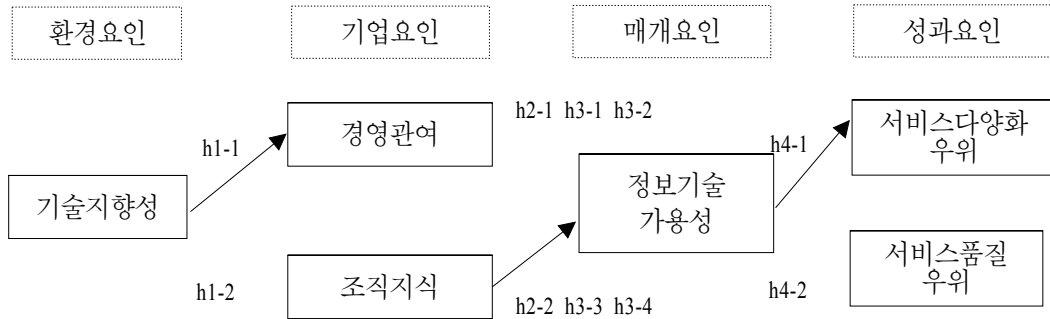 환경요인
기업요인
매개요인
성과요인
h2-1 h3-1 h3-2
경영관여
서비스다양화
우위
h1-1
h4-1
기술지향성
정보기술
가용성
h1-2
조직지식
h2-2 h3-3 h3-4
h4-2
서비스품질
우위